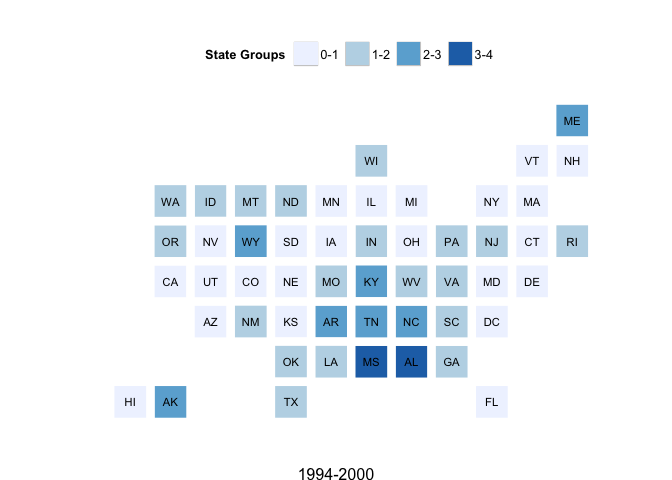 State Groups 0-1 1-2 2-3 3-4
ME
WI VT NH
WA ID MT ND MN IL MI NY MA
OR NV WY SD IA IN OH PA NJ CT RI
CA UT CO NE MO KY WV VA MD DE
AZ NM KS AR TN NC SC DC
OK LA MS AL GA
HI AK TX FL
1994-2000